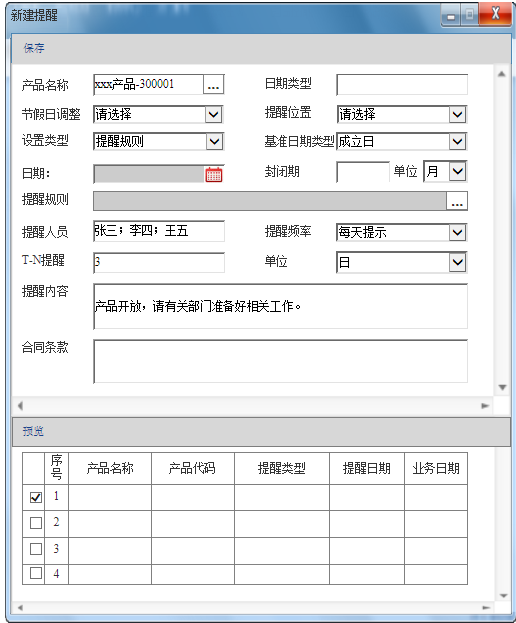 新建提醒
保存
产品名称 xxx产品-300001 ... 日期类型
节假日调整 请选择 提醒位置 请选择
设置类型 提醒规则 基准日期类型 成立日
日期： 封闭期 单位 月
提醒规则 ...
提醒人员 张三；李四；王五 提醒频率 每天提示
T-N提醒 3 单位 日
提醒内容
产品开放，请有关部门准备好相关工作。
合同条款
预览
序号 产品名称 产品代码 提醒类型 提醒日期 业务日期
1
2
3
4